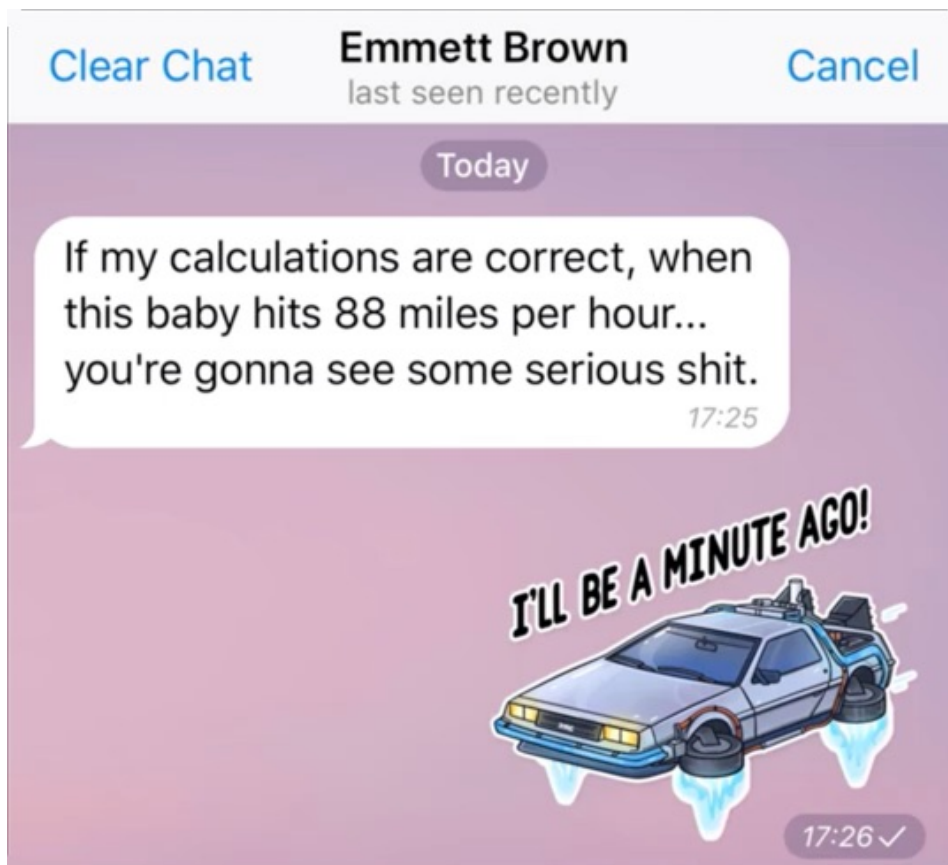 Clear Chat
Emmett Brown
Cancel
last seen recently
Today
If my calculations are correct, when
this baby hits 88 miles per hour...
you're gonna see some serious shit.
17:25
I'LL BE A MINUTE AGO!
17:26